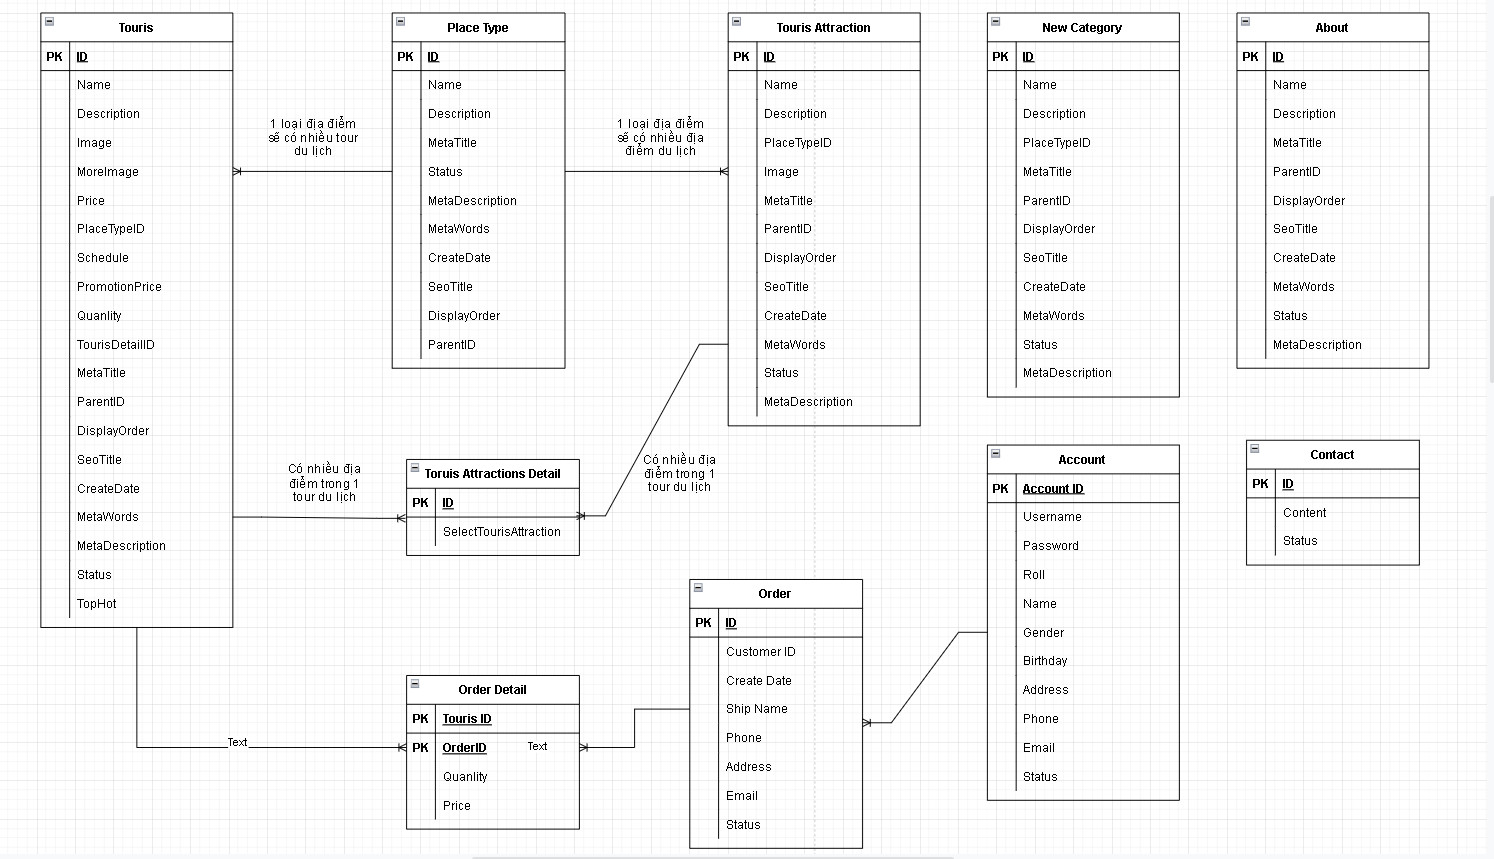 Touris
PK ID
Name
Description
Image
MoreImage
Price
PlaceTypeID
Schedule
PromotionPrice
Quanlity
TourisDetailID
MetaTitle
ParentID
DisplayOrder
SeoTitle
CreateDate
MetaWords
MetaDescription
Status
TopHot
1 loại địa điểm
sẽ có nhiều tour
du lịch
Place Type
PK ID
Name
Description
MetaTitle
Status
MetaDescription
MetaWords
CreateDate
SeoTitle
DisplayOrder
ParentID
1 loại địa điểm
sẽ có nhiều địa
điểm du lịch
Touris Attraction
PK ID
Name
Description
PlaceTypeID
Image
MetaTitle
ParentID
DisplayOrder
SeoTitle
CreateDate
MetaWords
Status
MetaDescription
New Category
PK ID
Name
Description
PlaceTypeID
MetaTitle
ParentID
DisplayOrder
SeoTitle
CreateDate
MetaWords
Status
MetaDescription
About
PK ID
Name
Description
MetaTitle
ParentID
DisplayOrder
SeoTitle
CreateDate
MetaWords
Status
MetaDescription
Có nhiều địa
điểm trong 1
tour du lịch
Toruis Attractions Detail
PK ID
SelectTourisAttraction
Có nhiều địa
điểm trong 1
tour du lịch
Account
PK Account ID
Username
Password
Roll
Name
Gender
Birthday
Address
Phone
Email
Status
Contact
PK ID
Content
Status
Order
PK ID
Customer ID
Create Date
Ship Name
Phone
Address
Email
Status
Text
Order Detail
PK Touris ID
PK OrderID Text
Quanlity
Price